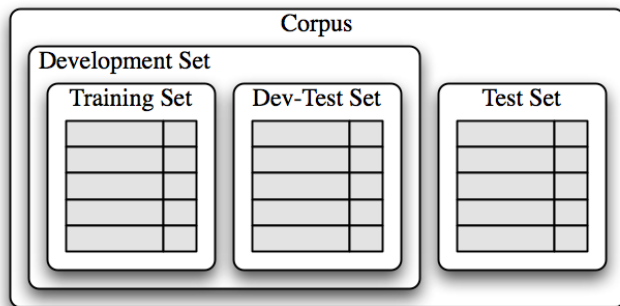 Corpus
Development Set
Training Set
Dev-Test Set
Test Set